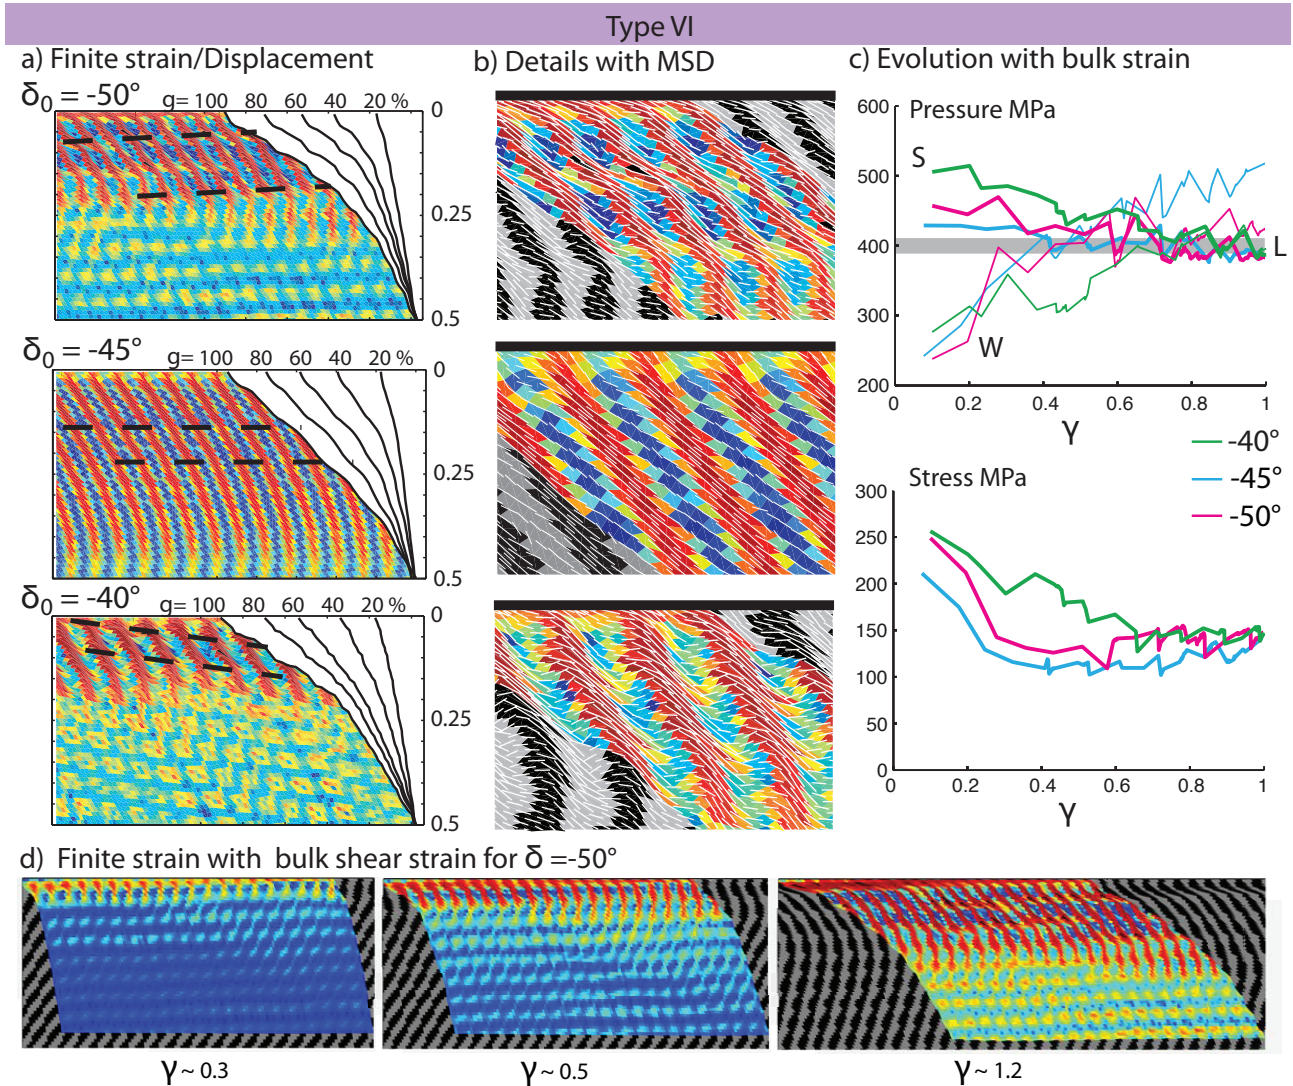 Type VI
a) Finite strain/Displacement
b) Details with MSD
c) Evolution with bulk strain
δ0 = -50°
g= 100 80 60 40 20 %
0
0.25
0.5
δ0 = -45°
g= 100 80 60 40 20 %
0
0.25
0.5
δ0 = -40°
g= 100 80 60 40 20 %
0
0.25
0.5
Pressure MPa
600
500
400
300
200
S
W
L
0 0.2 0.4 0.6 0.8 1
γ
-40°
-45°
-50°
Stress MPa
300
250
200
150
100
50
0
0 0.2 0.4 0.6 0.8 1
γ
d) Finite strain with bulk shear strain for δ =-50°
γ ~ 0.3
γ ~ 0.5
γ ~ 1.2